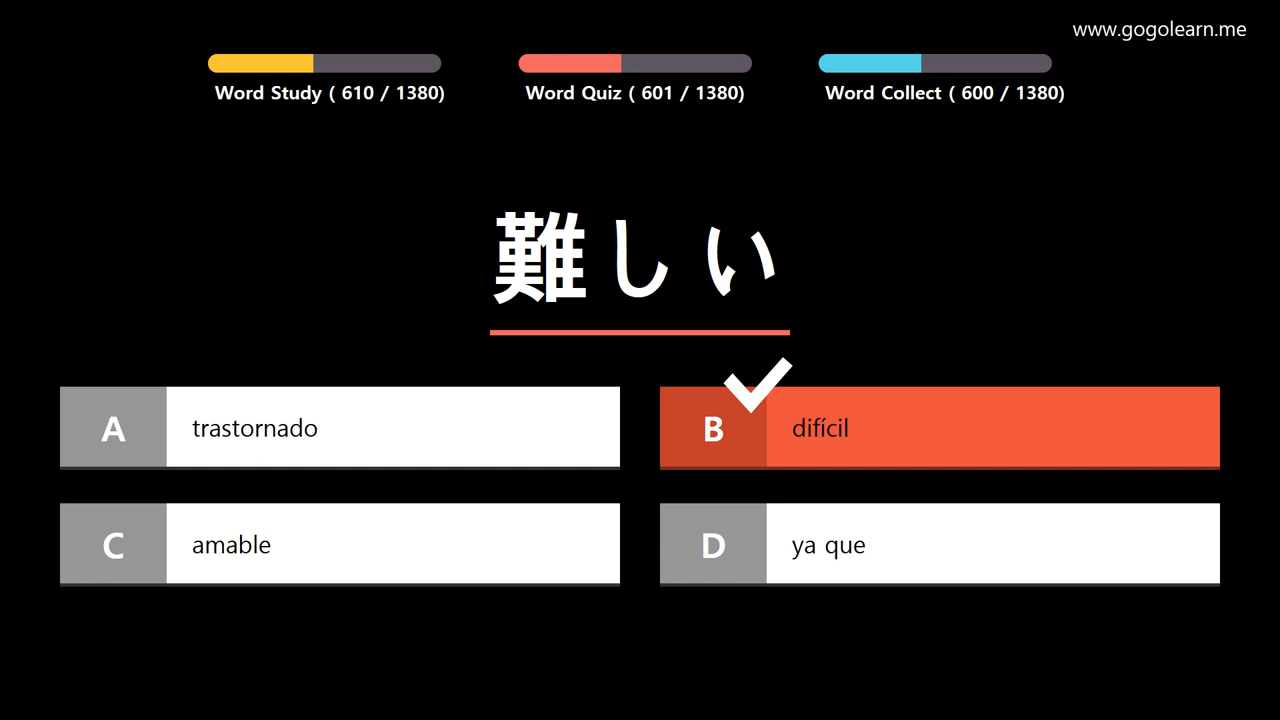 www.gogolearn.me
Word Study ( 610 / 1380)
Word Quiz ( 601 / 1380)
Word Collect ( 600 / 1380)
難しい
A trastornado
B difícil
C amable
D ya que